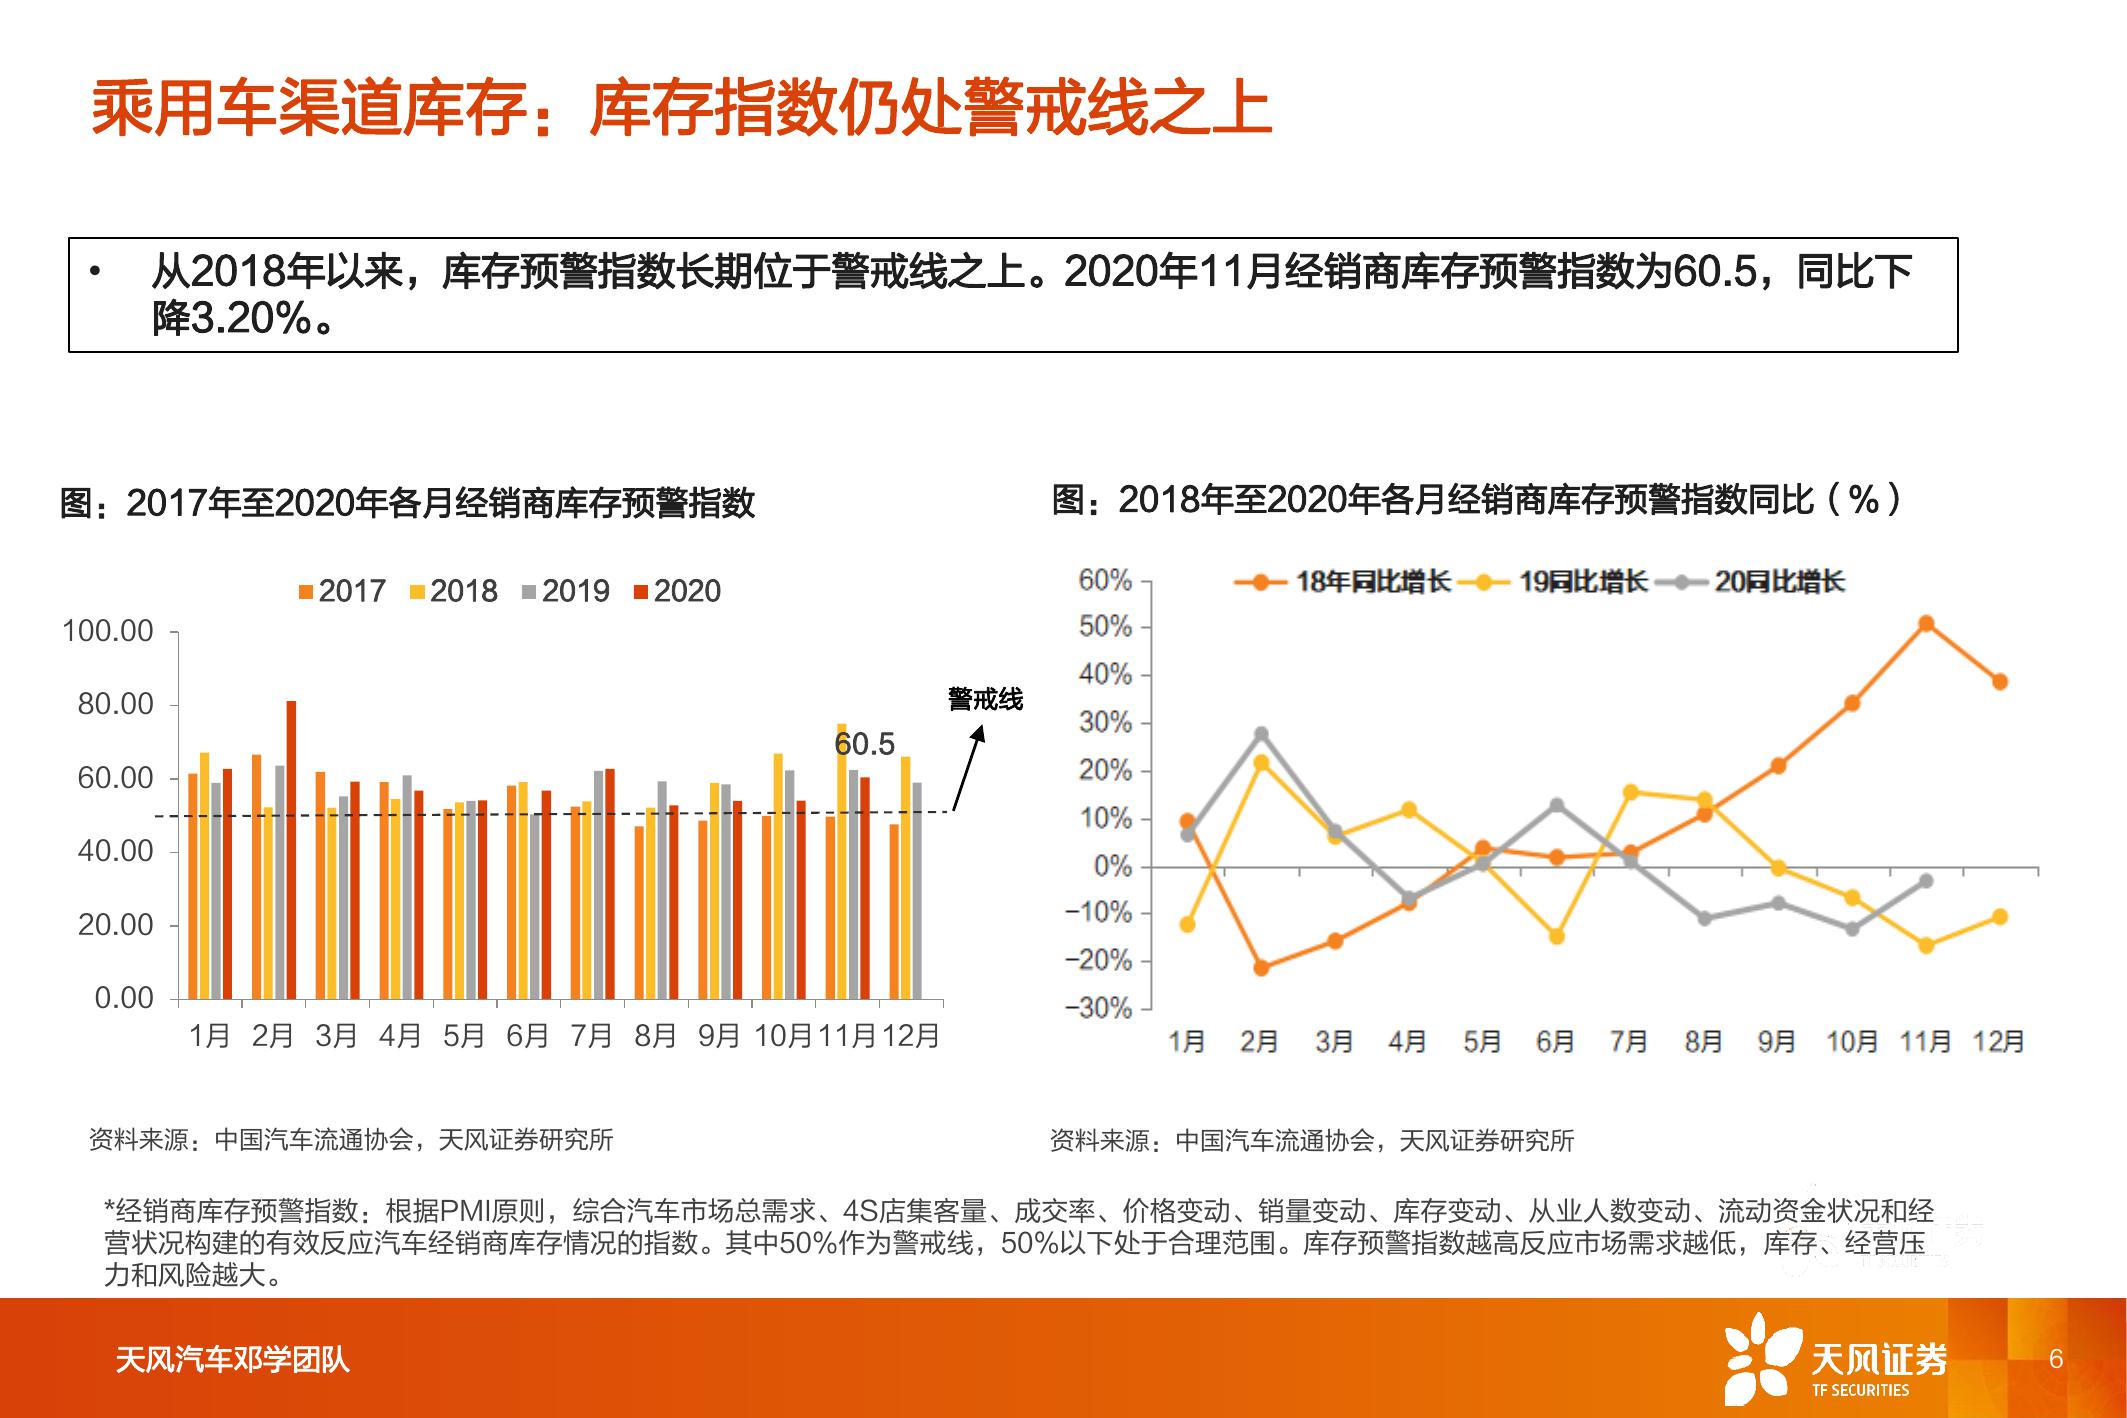 乘用车渠道库存：库存指数仍处警戒线之上
• 从2018年以来，库存预警指数长期位于警戒线之上。2020年11月经销商库存预警指数为60.5，同比下
降3.20%。
图：2017年至2020年各月经销商库存预警指数
2017 2018 2019 2020
100.00
80.00
60.00
40.00
20.00
0.00
60.5
警戒线
1月 2月 3月 4月 5月 6月 7月 8月 9月 10月 11月 12月
资料来源：中国汽车流通协会，天风证券研究所
图：2018年至2020年各月经销商库存预警指数同比（%）
18年同比增长 19同比增长 20同比增长
60%
50%
40%
30%
20%
10%
0%
-10%
-20%
-30%
1月 2月 3月 4月 5月 6月 7月 8月 9月 10月 11月 12月
资料来源：中国汽车流通协会，天风证券研究所
*经销商库存预警指数：根据PMI原则，综合汽车市场总需求、4S店集客量、成交率、价格变动、销量变动、库存变动、从业人数变动、流动资金状况和经
营状况构建的有效反应汽车经销商库存情况的指数。其中50%作为警戒线，50%以下处于合理范围。库存预警指数越高反应市场需求越低，库存、经营压
力和风险越大。
天风汽车邓学团队
天风证券
TF SECURITIES
6